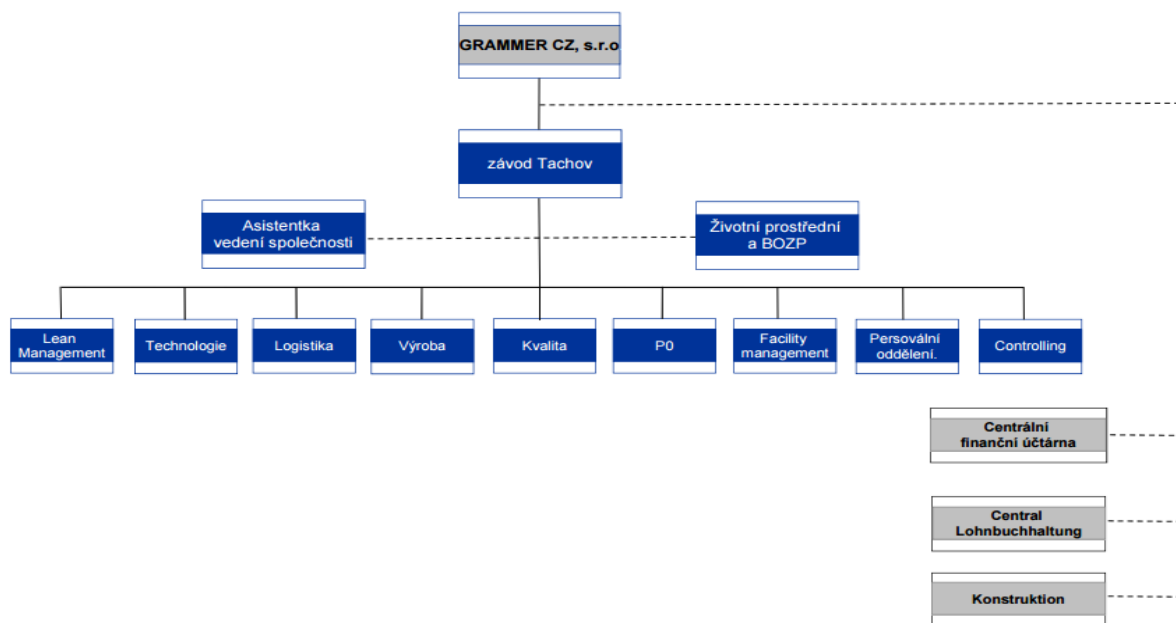 GRAMMER CZ, s.r.o
závod Tachov
Asistentka
vedení společnosti
Životní prostřední
a BOZP
Lean
Management
Technologie
Logistika
Výroba
Kvalita
P0
Facility
management
Persovální
oddělení.
Controlling
Centrální
finanční účtárna
Central
Lohnbuchhaltung
Konstruktion